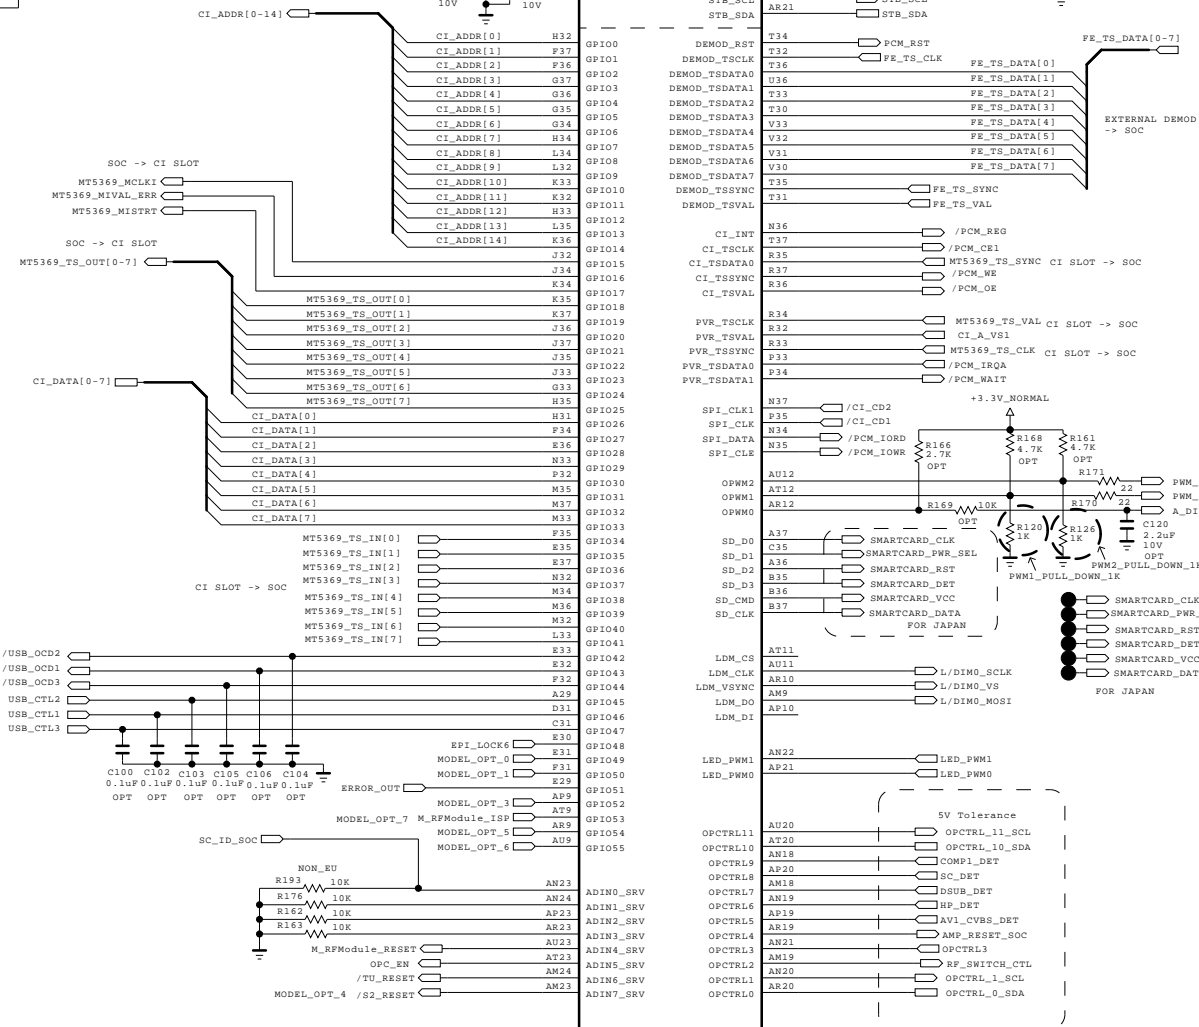 10V
10V
CI_ADDR[0-14]
CI_ADDR[0] H32 GPIO0
CI_ADDR[1] F37 GPIO1
CI_ADDR[2] F36 GPIO2
CI_ADDR[3] G37 GPIO3
CI_ADDR[4] G36 GPIO4
CI_ADDR[5] G35 GPIO5
CI_ADDR[6] G34 GPIO6
CI_ADDR[7] H34 GPIO7
CI_ADDR[8] L34 GPIO8
CI_ADDR[9] L32 GPIO9
CI_ADDR[10] K33 GPIO10
CI_ADDR[11] K32 GPIO11
CI_ADDR[12] H33 GPIO12
CI_ADDR[13] L35 GPIO13
CI_ADDR[14] K36 GPIO14
SOC -> CI SLOT
MT5369_MCLKI J32 GPIO15
MT5369_MIVAL_ERR J34 GPIO16
MT5369_MISTRT K34 GPIO17
SOC -> CI SLOT
MT5369_TS_OUT[0-7]
MT5369_TS_OUT[0] K35 GPIO18
MT5369_TS_OUT[1] K37 GPIO19
MT5369_TS_OUT[2] J36 GPIO20
MT5369_TS_OUT[3] J37 GPIO21
MT5369_TS_OUT[4] J35 GPIO22
MT5369_TS_OUT[5] J33 GPIO23
MT5369_TS_OUT[6] G33 GPIO24
MT5369_TS_OUT[7] H35 GPIO25
CI_DATA[0-7]
CI_DATA[0] H31 GPIO26
CI_DATA[1] F34 GPIO27
CI_DATA[2] E36 GPIO28
CI_DATA[3] N33 GPIO29
CI_DATA[4] P32 GPIO30
CI_DATA[5] M35 GPIO31
CI_DATA[6] M37 GPIO32
CI_DATA[7] M33 GPIO33
MT5369_TS_IN[0] F35 GPIO34
MT5369_TS_IN[1] E35 GPIO35
MT5369_TS_IN[2] E37 GPIO36
MT5369_TS_IN[3] N32 GPIO37
CI SLOT -> SOC
MT5369_TS_IN[4] M34 GPIO38
MT5369_TS_IN[5] M36 GPIO39
MT5369_TS_IN[6] M32 GPIO40
MT5369_TS_IN[7] L33 GPIO41
/USB_OCD2 E33 GPIO42
/USB_OCD1 E32 GPIO43
/USB_OCD3 F32 GPIO44
USB_CTL2 A29 GPIO45
USB_CTL1 D31 GPIO46
USB_CTL3 C31 GPIO47
C100 C102 C103 C105 C106 C104
0.1uF 0.1uF 0.1uF 0.1uF 0.1uF 0.1uF
OPT OPT OPT OPT OPT OPT
EPI_LOCK6 E30 GPIO48
MODEL_OPT_0 E31 GPIO49
MODEL_OPT_1 F31 GPIO50
ERROR_OUT E29 GPIO51
MODEL_OPT_3 AP9 GPIO52
MODEL_OPT_7 M_RFModule_ISP AT9 GPIO53
MODEL_OPT_5 AR9 GPIO54
MODEL_OPT_6 AU9 GPIO55
SC_ID_SOC
NON_EU
R193 10K AN23 ADIN0_SRV
R176 10K AN24 ADIN1_SRV
R162 10K AP23 ADIN2_SRV
R163 10K AR23 ADIN3_SRV
M_RFModule_RESET AU23 ADIN4_SRV
OPC_EN AT23 ADIN5_SRV
/TU_RESET AM24 ADIN6_SRV
MODEL_OPT_4 /S2_RESET AM23 ADIN7_SRV
STB_SDA AR21 STB_SDA
DEMOD_RST T34 PCM_RST
DEMOD_TSCLK T32 FE_TS_CLK
FE_TS_DATA[0-7]
DEMOD_TSDATA0 T36 FE_TS_DATA[0]
DEMOD_TSDATA1 U36 FE_TS_DATA[1]
DEMOD_TSDATA2 T33 FE_TS_DATA[2]
DEMOD_TSDATA3 T30 FE_TS_DATA[3]
DEMOD_TSDATA4 V33 FE_TS_DATA[4]
DEMOD_TSDATA5 V32 FE_TS_DATA[5]
DEMOD_TSDATA6 V31 FE_TS_DATA[6]
DEMOD_TSDATA7 V30 FE_TS_DATA[7]
EXTERNAL DEMOD
-> SOC
DEMOD_TSSYNC T35 FE_TS_SYNC
DEMOD_TSVAL T31 FE_TS_VAL
CI_INT N36 /PCM_REG
CI_TSCLK T37 /PCM_CE1
CI_TSDATA0 R35 MT5369_TS_SYNC CI SLOT -> SOC
CI_TSSYNC R37 /PCM_WE
CI_TSVAL R36 /PCM_OE
PVR_TSCLK R34 MT5369_TS_VAL CI SLOT -> SOC
PVR_TSVAL R32 CI_A_VS1
PVR_TSSYNC R33 MT5369_TS_CLK CI SLOT -> SOC
PVR_TSDATA0 P33 /PCM_IRQA
PVR_TSDATA1 P34 /PCM_WAIT
+3.3V_NORMAL
SPI_CLK1 N37 /CI_CD2
SPI_CLK P35 /CI_CD1
SPI_DATA N34 /PCM_IORD
SPI_CLE N35 /PCM_IOWR
R166 2.7K OPT
R168 4.7K OPT
R161 4.7K OPT
OPWM2 AU12 R171 22 PWM_
OPWM1 AT12 R170 22 PWM_
OPWM0 AR12 R169 10K OPT A_DI
R120 1K
R126 1K
C120
2.2uF
10V
OPT
PWM2_PULL_DOWN_1K
PWM1_PULL_DOWN_1K
SD_D0 A37 SMARTCARD_CLK
SD_D1 C35 SMARTCARD_PWR_SEL
SD_D2 A36 SMARTCARD_RST
SD_D3 B35 SMARTCARD_DET
SD_CMD B36 SMARTCARD_VCC
SD_CLK B37 SMARTCARD_DATA
FOR JAPAN
SMARTCARD_CLK
SMARTCARD_PWR_
SMARTCARD_RST
SMARTCARD_DET
SMARTCARD_VCC
SMARTCARD_DAT
FOR JAPAN
LDM_CS AT11
LDM_CLK AU11 L/DIM0_SCLK
LDM_VSYNC AR10 L/DIM0_VS
LDM_DO AM9 L/DIM0_MOSI
LDM_DI AP10
LED_PWM1 AN22 LED_PWM1
LED_PWM0 AP21 LED_PWM0
5V Tolerance
OPCTRL11 AU20 OPCTRL_11_SCL
OPCTRL10 AT20 OPCTRL_10_SDA
OPCTRL9 AN18 COMP1_DET
OPCTRL8 AP20 SC_DET
OPCTRL7 AM18 DSUB_DET
OPCTRL6 AN19 HP_DET
OPCTRL5 AP19 AV1_CVBS_DET
OPCTRL4 AR19 AMP_RESET_SOC
OPCTRL3 AN21 OPCTRL3
OPCTRL2 AM19 RF_SWITCH_CTL
OPCTRL1 AN20 OPCTRL_1_SCL
OPCTRL0 AR20 OPCTRL_0_SDA